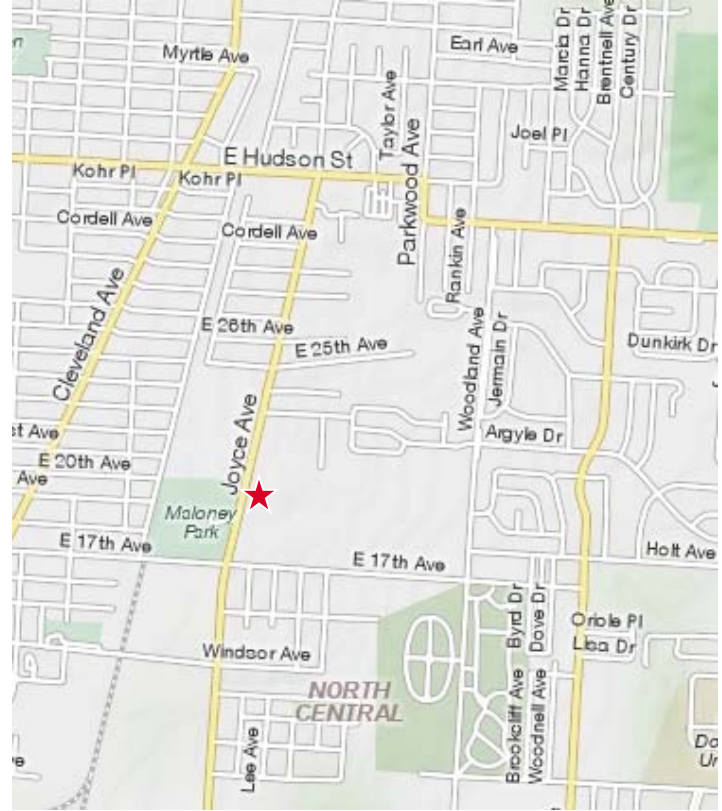 Myrtle Ave
Earl Ave
Marcia Dr
Hanna Dr
Brentnell Ave
Century Dr
Taylor Ave
Joel Pl
E Hudson St
Kohr Pl
Kohr Pl
Parkwood Ave
Cordell Ave
Cordell Ave
Rankin Ave
Cleveland Ave
E 26th Ave
E 25th Ave
Woodland Ave
Jermain Dr
Dunkirk Dr
Joyce Ave
st Ave
Argyle Dr
E 20th Ave
Ave
Maloney
Park
E 17th Ave
E 17th Ave
Holt Ave
Byrd Dr
Dove Dr
Oriole Pl
Lisa Dr
Windsor Ave
NORTH
CENTRAL
Brookcliff Ave
Woodnell Ave
Lee Ave
Do
Ur